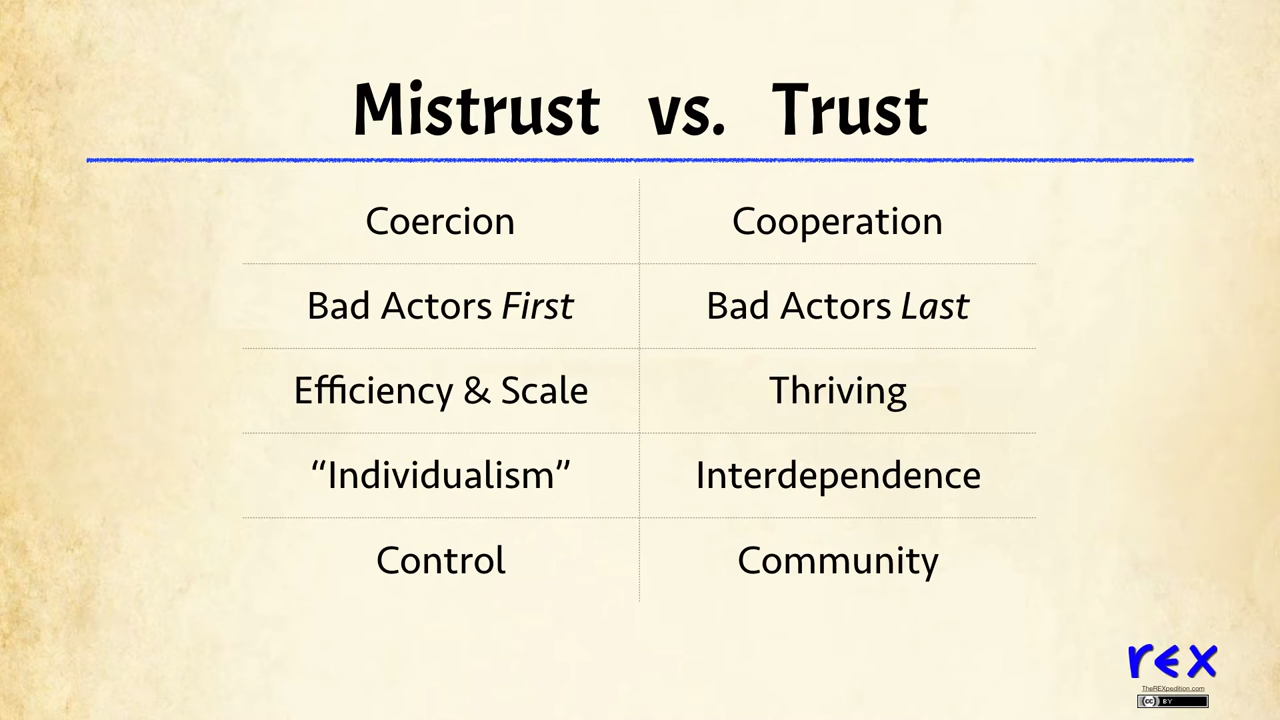 Mistrust vs. Trust
Coercion Cooperation
Bad Actors First Bad Actors Last
Efficiency & Scale Thriving
“Individualism” Interdependence
Control Community
rex
TheREXpedition.com
cc BY